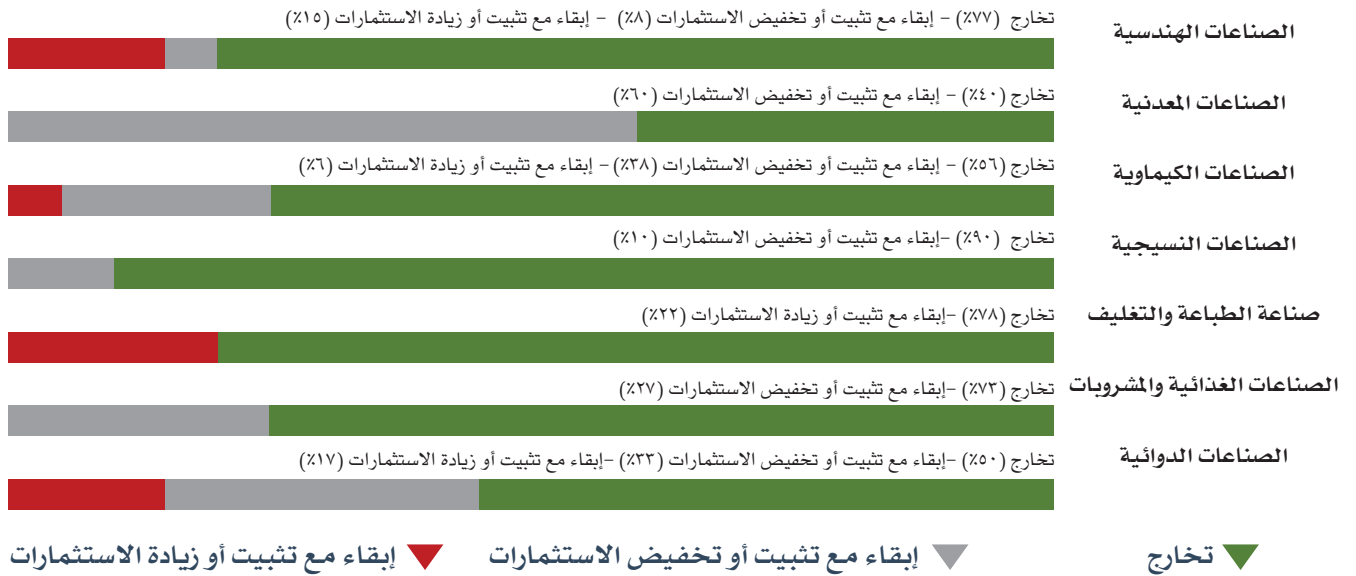 الصناعات الهندسية
تخارج (٧٧٪) – إبقاء مع تثبيت أو تخفيض الاستثمارات (٨٪) – إبقاء مع تثبيت أو زيادة الاستثمارات (١٥٪)
الصناعات المعدنية
تخارج (٤٠٪) – إبقاء مع تثبيت أو تخفيض الاستثمارات (٦٠٪)
الصناعات الكيماوية
تخارج (٥٦٪) – إبقاء مع تثبيت أو تخفيض الاستثمارات (٣٨٪) – إبقاء مع تثبيت أو زيادة الاستثمارات (٦٪)
الصناعات النسيجية
تخارج (٩٠٪) –إبقاء مع تثبيت أو تخفيض الاستثمارات (١٠٪)
صناعة الطباعة والتغليف
تخارج (٧٨٪) –إبقاء مع تثبيت أو زيادة الاستثمارات (٢٢٪)
الصناعات الغذائية والمشروبات
تخارج (٧٣٪) –إبقاء مع تثبيت أو تخفيض الاستثمارات (٢٧٪)
الصناعات الدوائية
تخارج (٥٠٪) –إبقاء مع تثبيت أو تخفيض الاستثمارات (٣٣٪) –إبقاء مع تثبيت أو زيادة الاستثمارات (١٧٪)
تخارج
إبقاء مع تثبيت أو تخفيض الاستثمارات
إبقاء مع تثبيت أو زيادة الاستثمارات